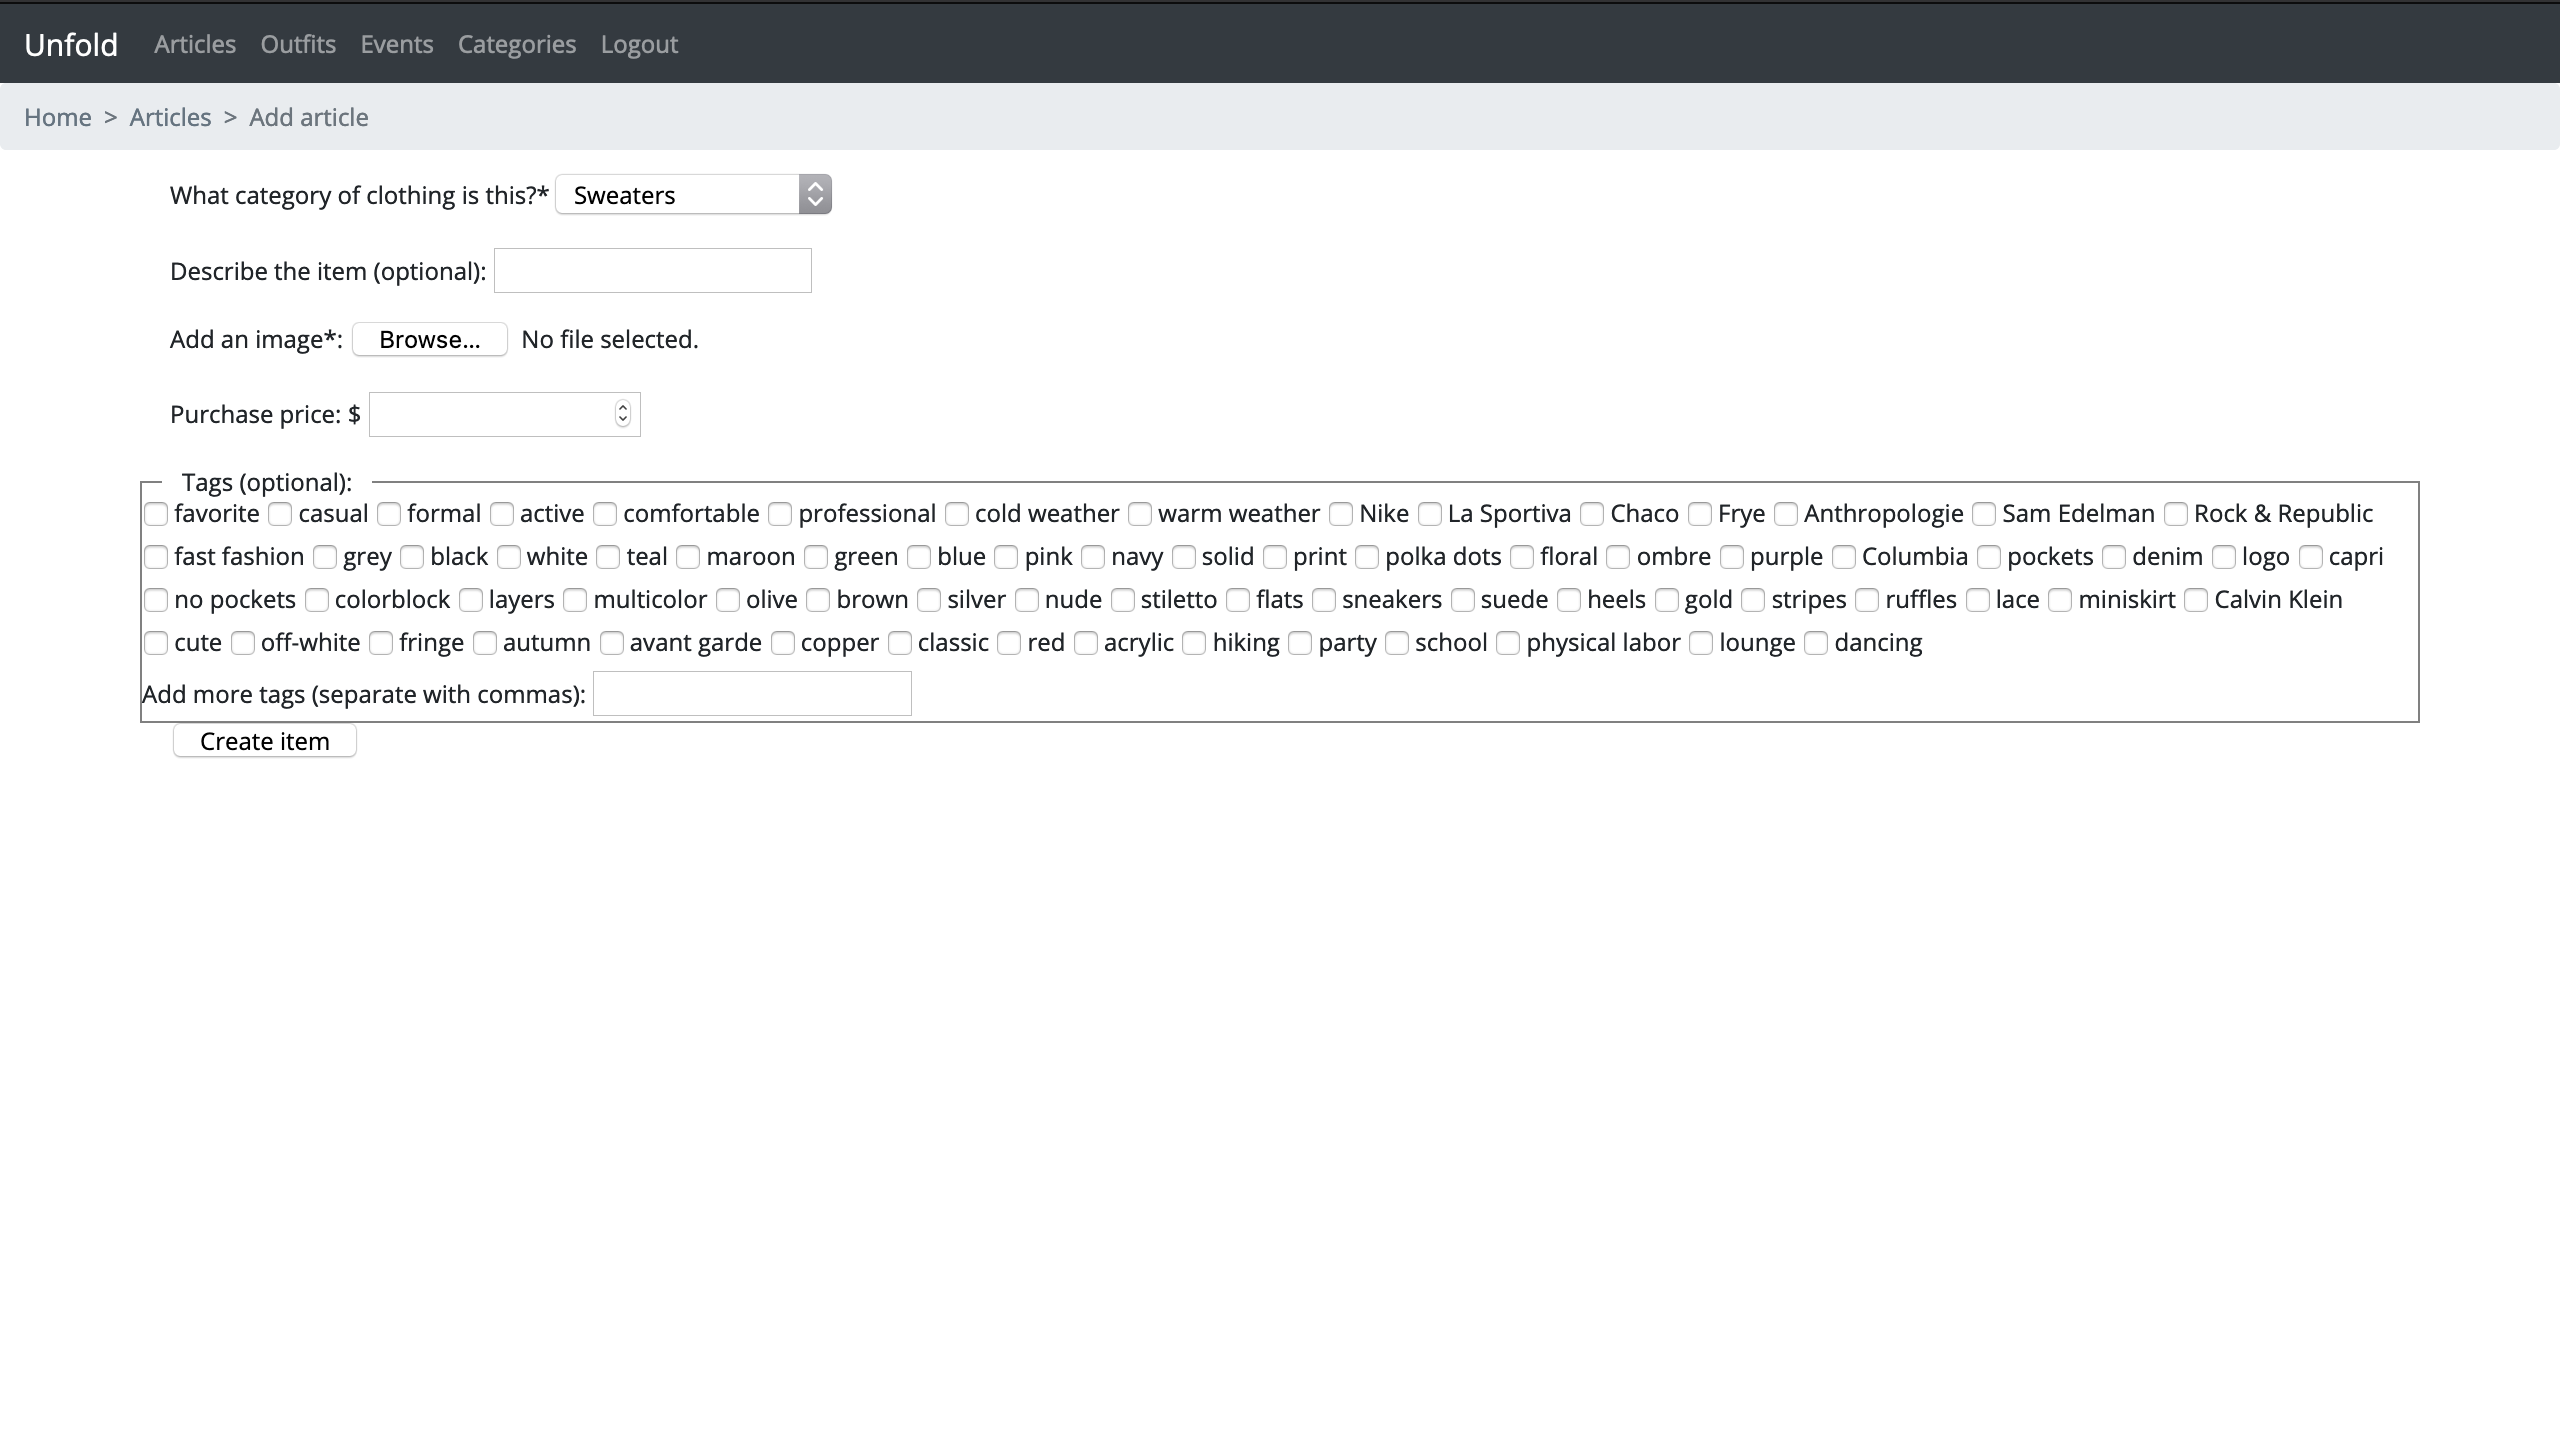 Unfold Articles Outfits Events Categories Logout
Home > Articles > Add article
What category of clothing is this?* Sweaters
Describe the item (optional):
Add an image*: Browse... No file selected.
Purchase price: $
Tags (optional):
favorite casual formal active comfortable professional cold weather warm weather Nike La Sportiva Chaco Frye Anthropologie Sam Edelman Rock & Republic
fast fashion grey black white teal maroon green blue pink navy solid print polka dots floral ombre purple Columbia pockets denim logo capri
no pockets colorblock layers multicolor olive brown silver nude stiletto flats sneakers suede heels gold stripes ruffles lace miniskirt Calvin Klein
cute off-white fringe autumn avant garde copper classic red acrylic hiking party school physical labor lounge dancing
Add more tags (separate with commas):
Create item